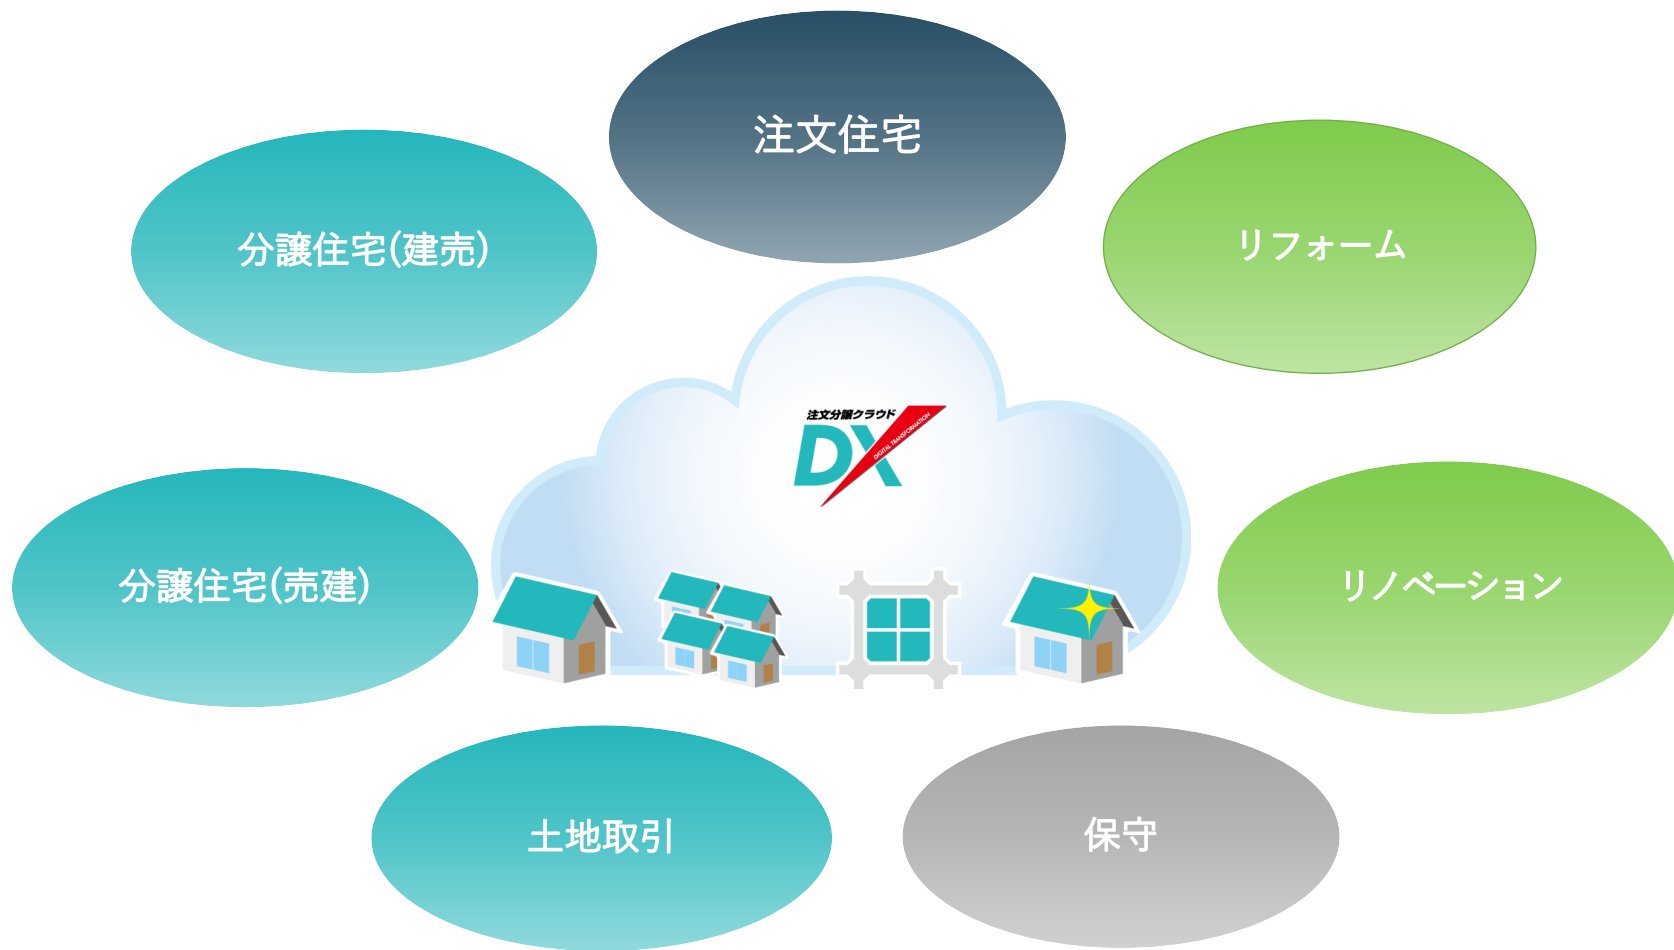 注文住宅
分譲住宅(建売)
リフォーム
注文分譲クラウド
DX
DIGITAL TRANSFORMATION
分譲住宅(売建)
リノベーション
土地取引
保守